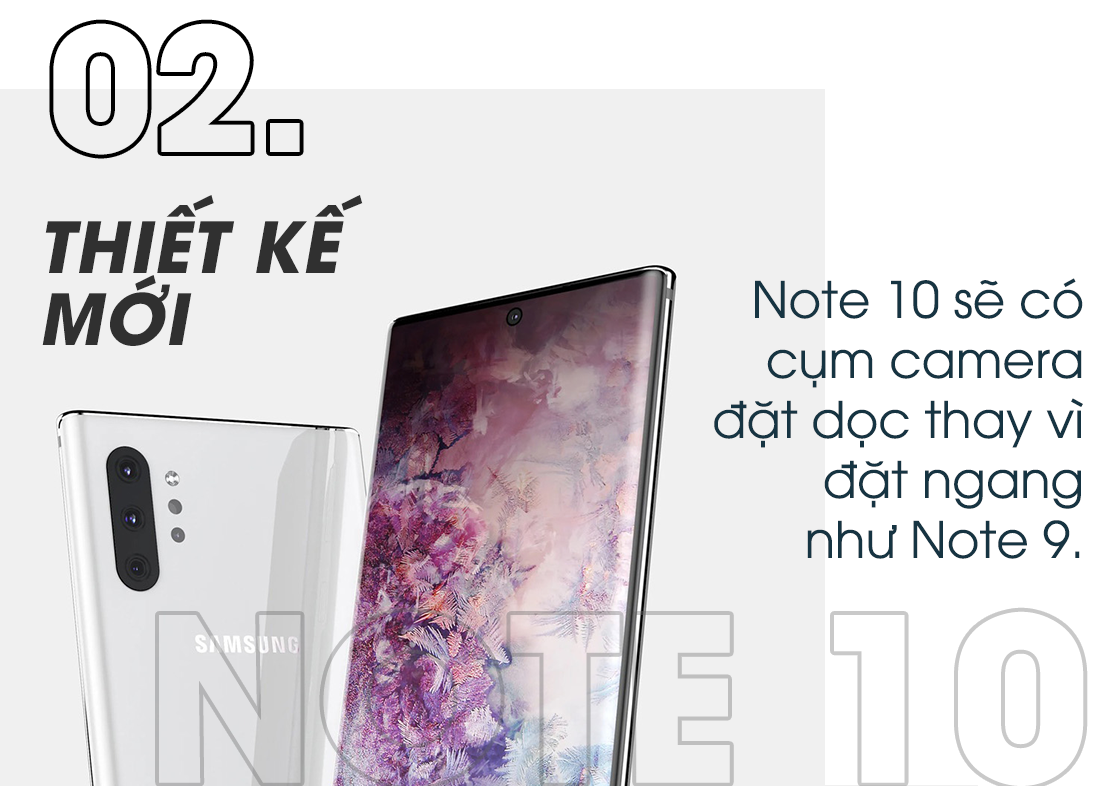 02.
THIẾT KẾ
MỚI
Note 10 sẽ có
cụm camera
đặt dọc thay vì
đặt ngang
như Note 9.
SAMSUNG
NOTE 10